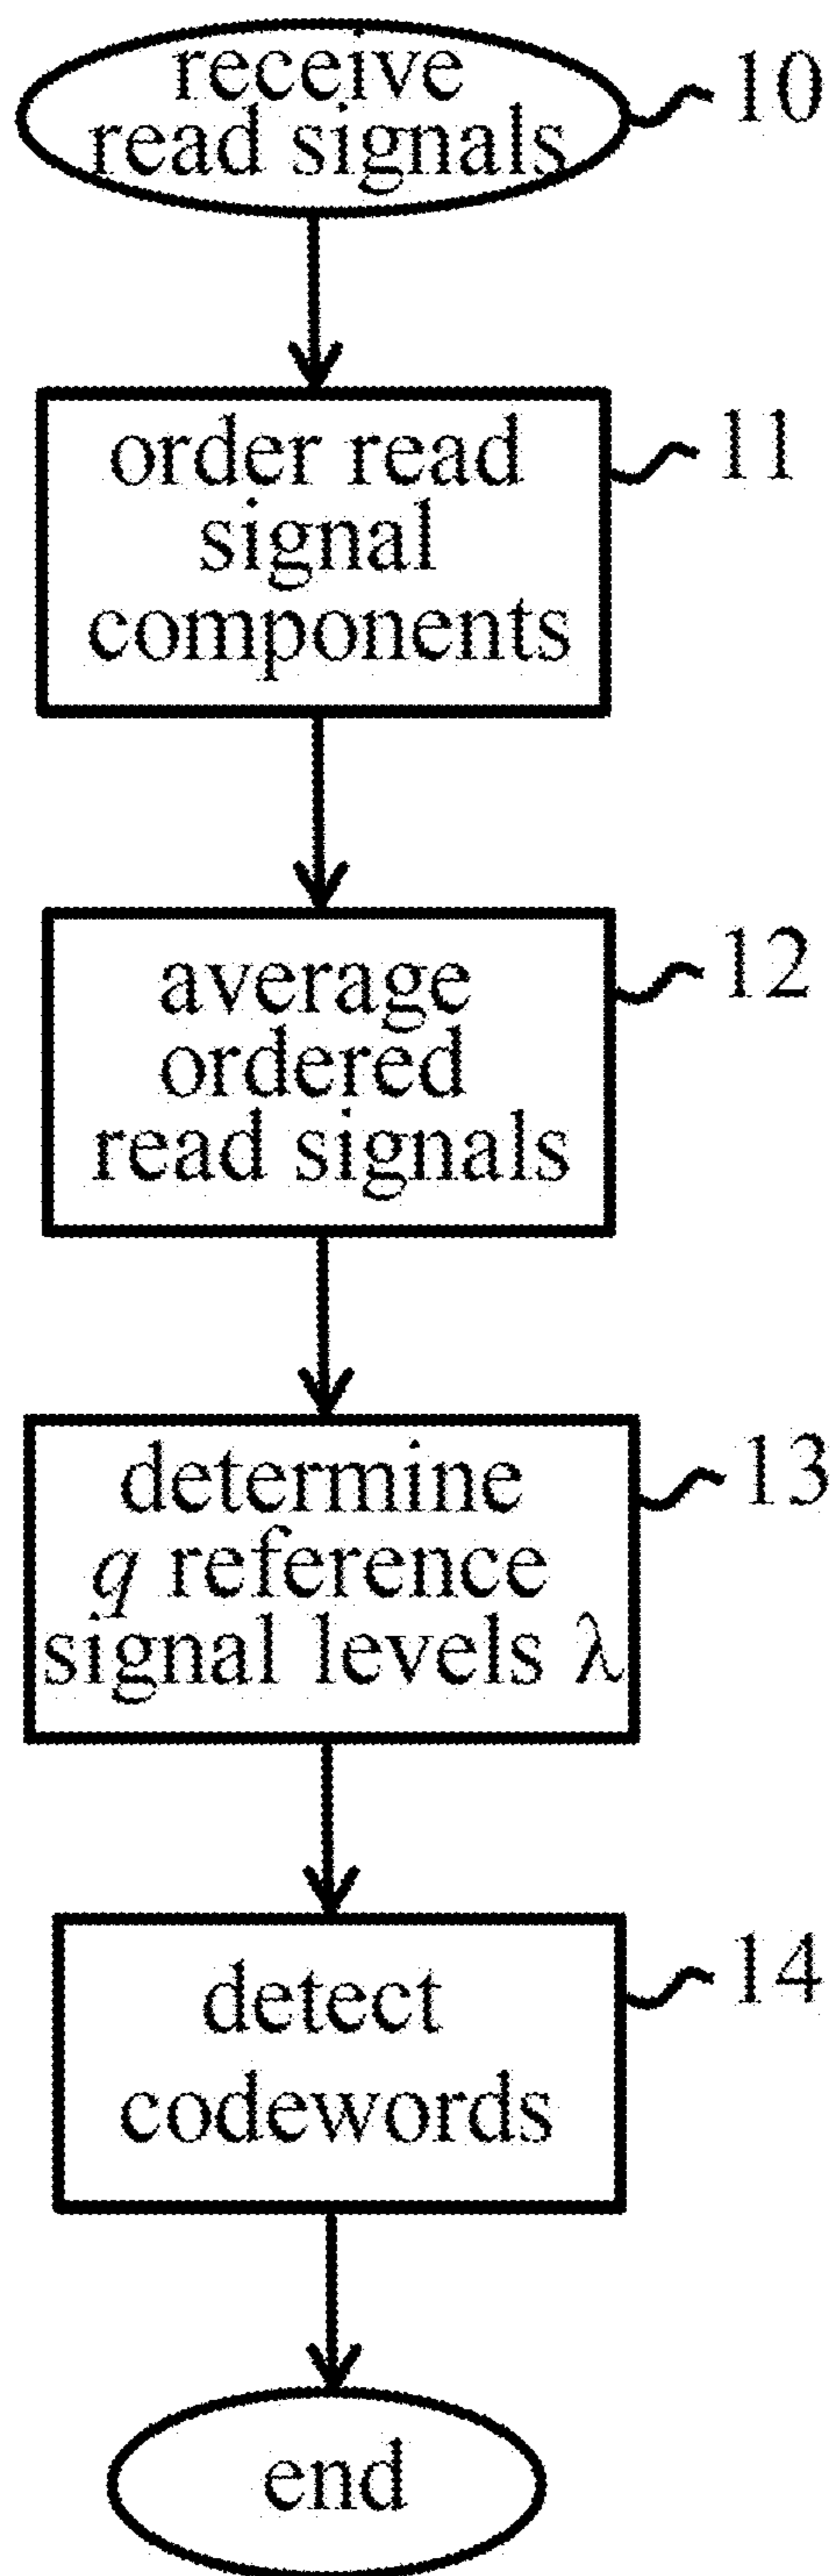 receive
read signals
10
order read
signal
components
11
average
ordered
read signals
12
determine
q reference
signal levels λ
13
detect
codewords
14
end